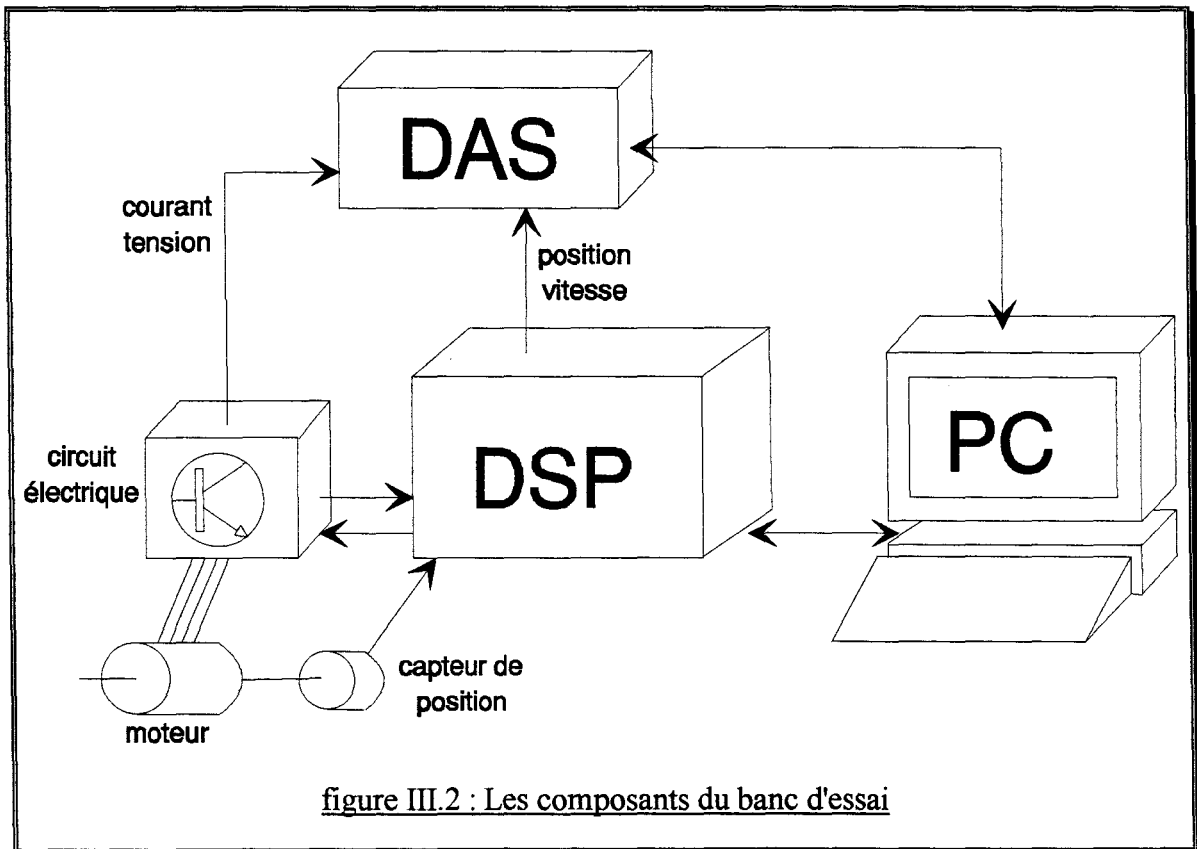 DAS
courant
tension
position
vitesse
DSP
PC
circuit
électrique
capteur de
position
moteur
figure III.2 : Les composants du banc d'essai